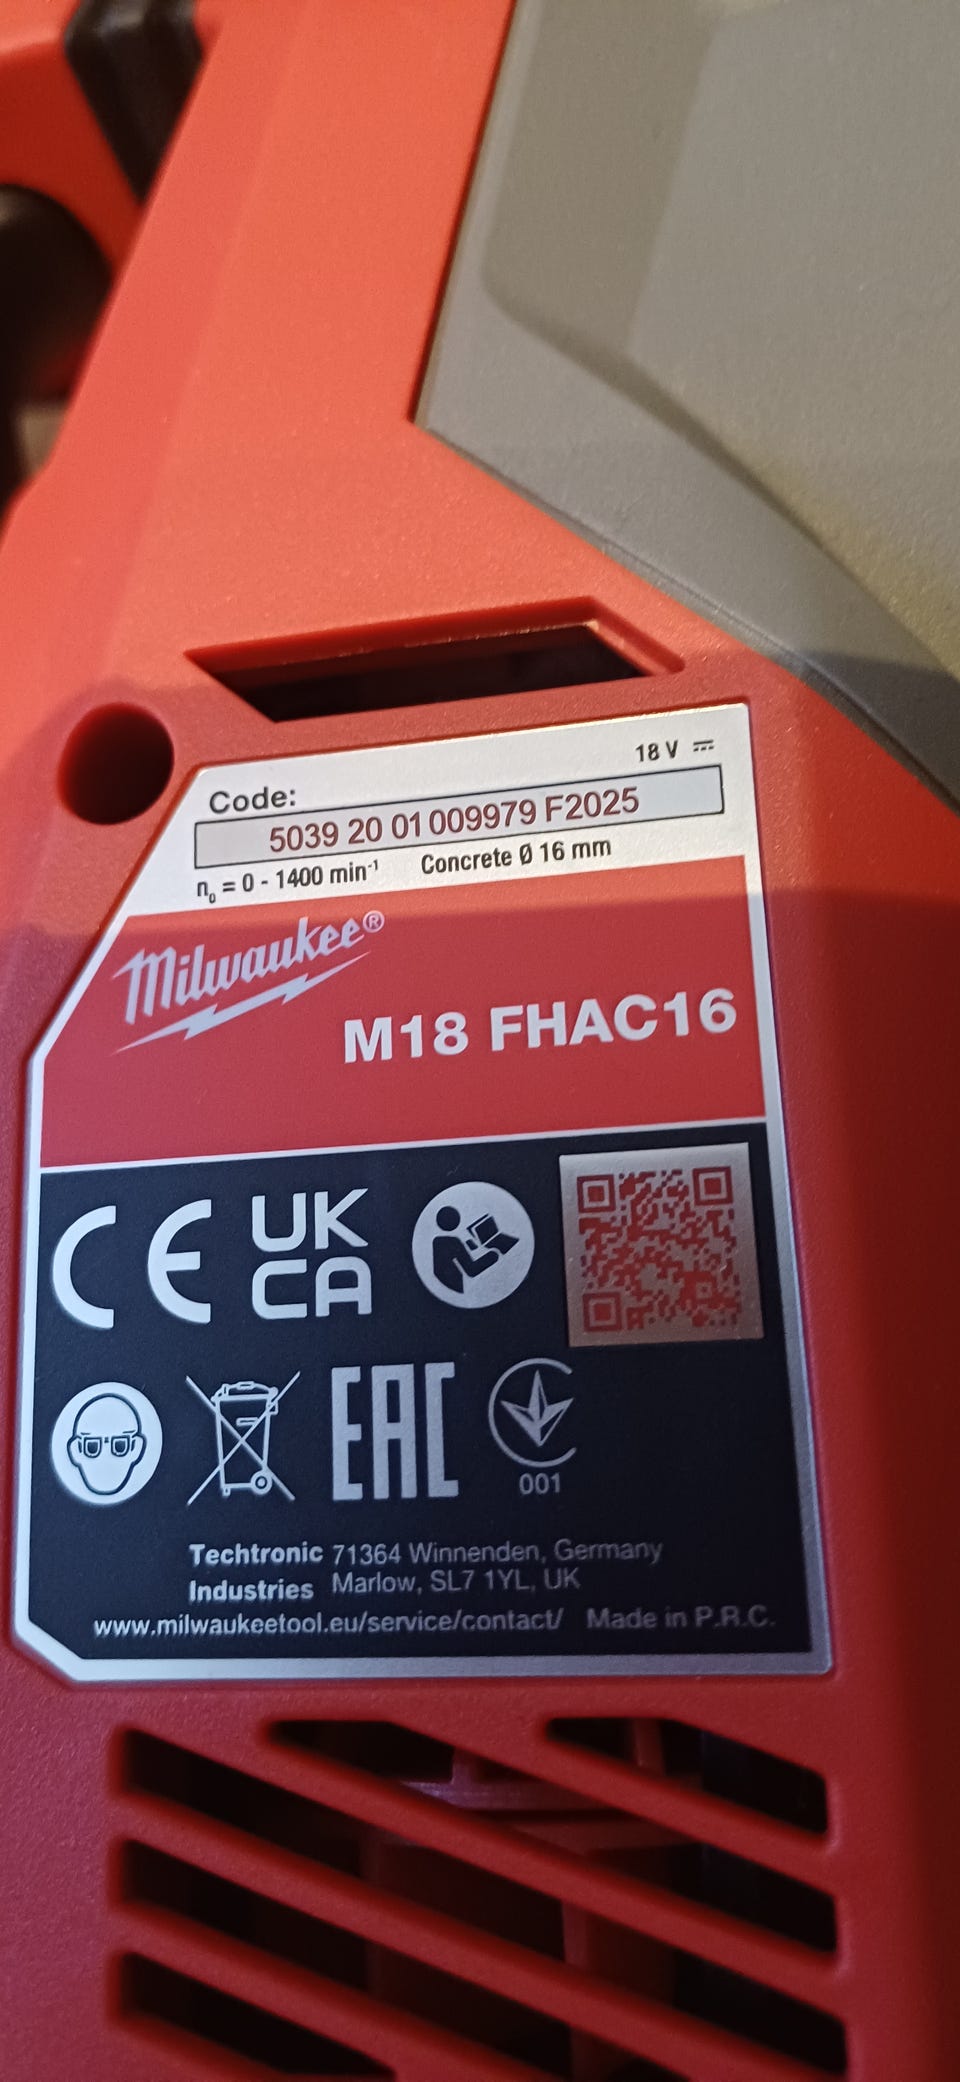 18 V
Code:
5039 20 01 009979 F2025
n₀ = 0 - 1400 min⁻¹ Concrete Ø 16 mm
Milwaukee®
M18 FHAC16
CE UK
CA
EAC
001
Techtronic 71364 Winnenden, Germany
Industries Marlow, SL7 1YL, UK
www.milwaukeetool.eu/service/contact/ Made in P.R.C.